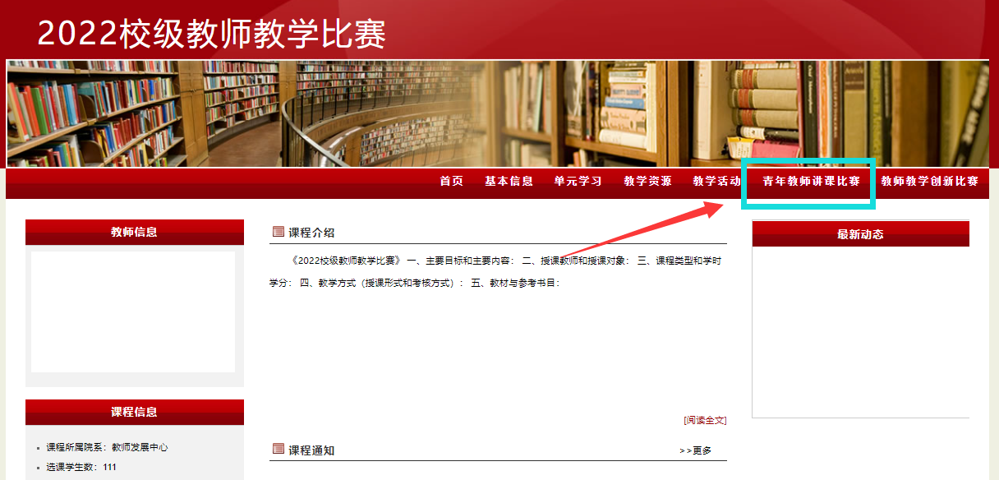 2022校级教师教学比赛
首页 基本信息 单元学习 教学资源 教学活动 青年教师讲课比赛 教师教学创新比赛
教师信息
课程介绍
《2022校级教师教学比赛》 一、主要目标和主要内容： 二、授课教师和授课对象： 三、课程类型和学时
学分： 四、教学方式（授课形式和考核方式）： 五、教材与参考书目：
[阅读全文]
最新动态
课程信息
课程所属院系：教师发展中心
选课学生数：111
课程通知
>>更多